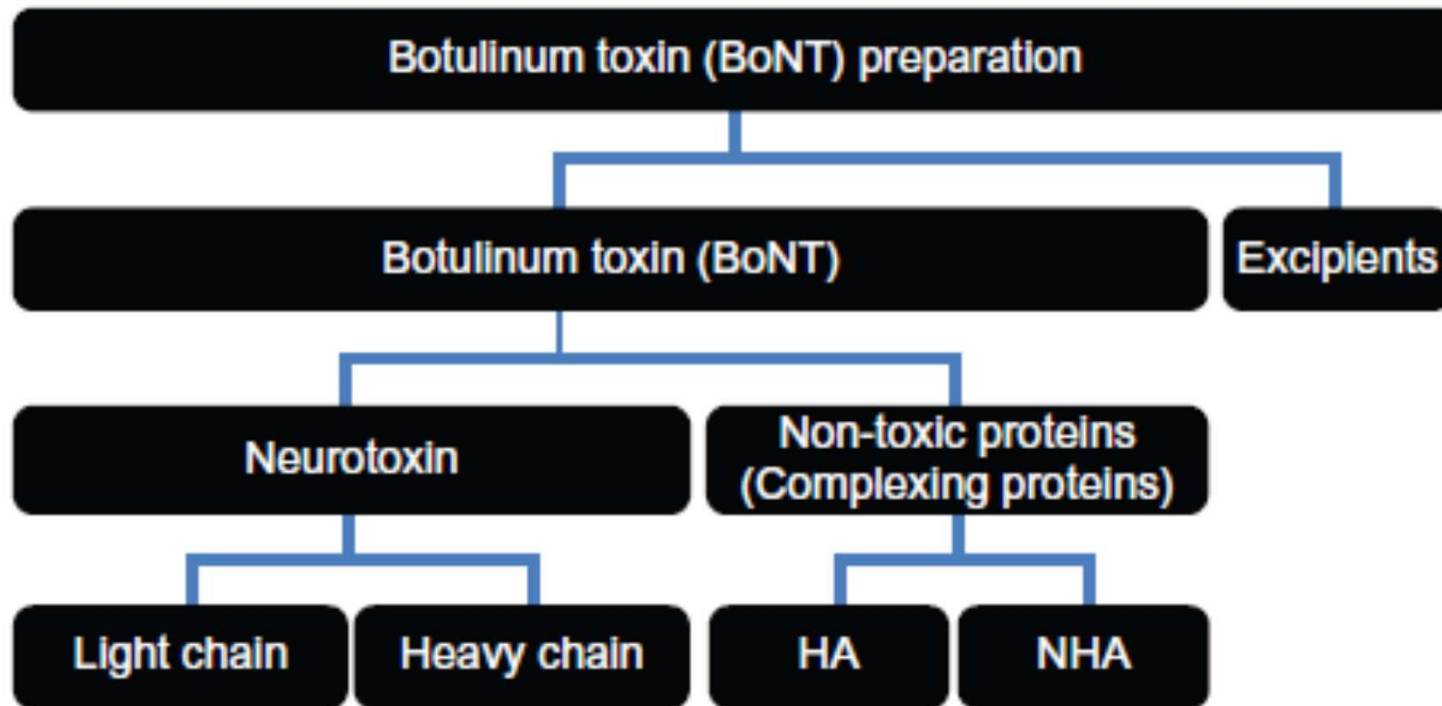 Botulinum toxin (BoNT) preparation
Botulinum toxin (BoNT)
Excipients
Neurotoxin
Non-toxic proteins
(Complexing proteins)
Light chain
Heavy chain
HA
NHA